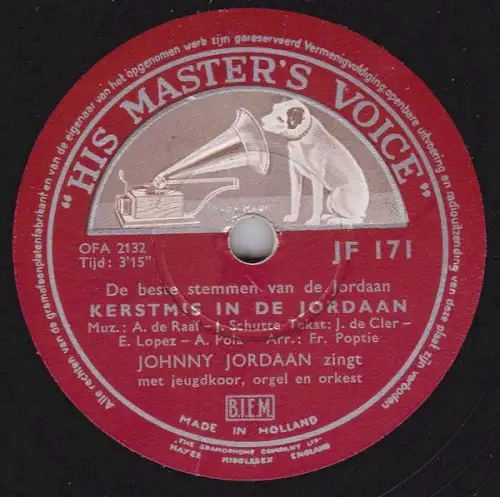 Alle rechten van de gramofoonplatenfabrikant en van de eigenaar van het opgenomen werk zijn gereserveerd Vermenigvuldiging, openbare uitvoering en radiouitzending van deze plaat zijn verboden
"HIS MASTER'S VOICE"
TRADE MARK
OFA 2132
Tijd: 3'15"
JF 171
De beste stemmen van de Jordaan
KERSTMIS IN DE JORDAAN
Muz.: A. de Raaï – J. Schutte Tekst: J. de Cler –
E. Lopez – A. Pola – Arr.: Fr. Poptie
JOHNNY JORDAAN zingt
met jeugdkoor, orgel en orkest
B.I.E.M.
MADE IN HOLLAND
"THE GRAMOPHONE COMPANY LTD"
HAYES MIDDLESEX ENGLAND